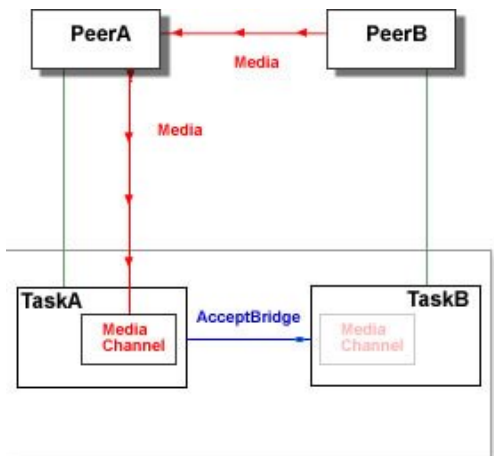 PeerA
PeerB
Media
Media
TaskA
TaskB
AcceptBridge
Media
Channel
Media
Channel